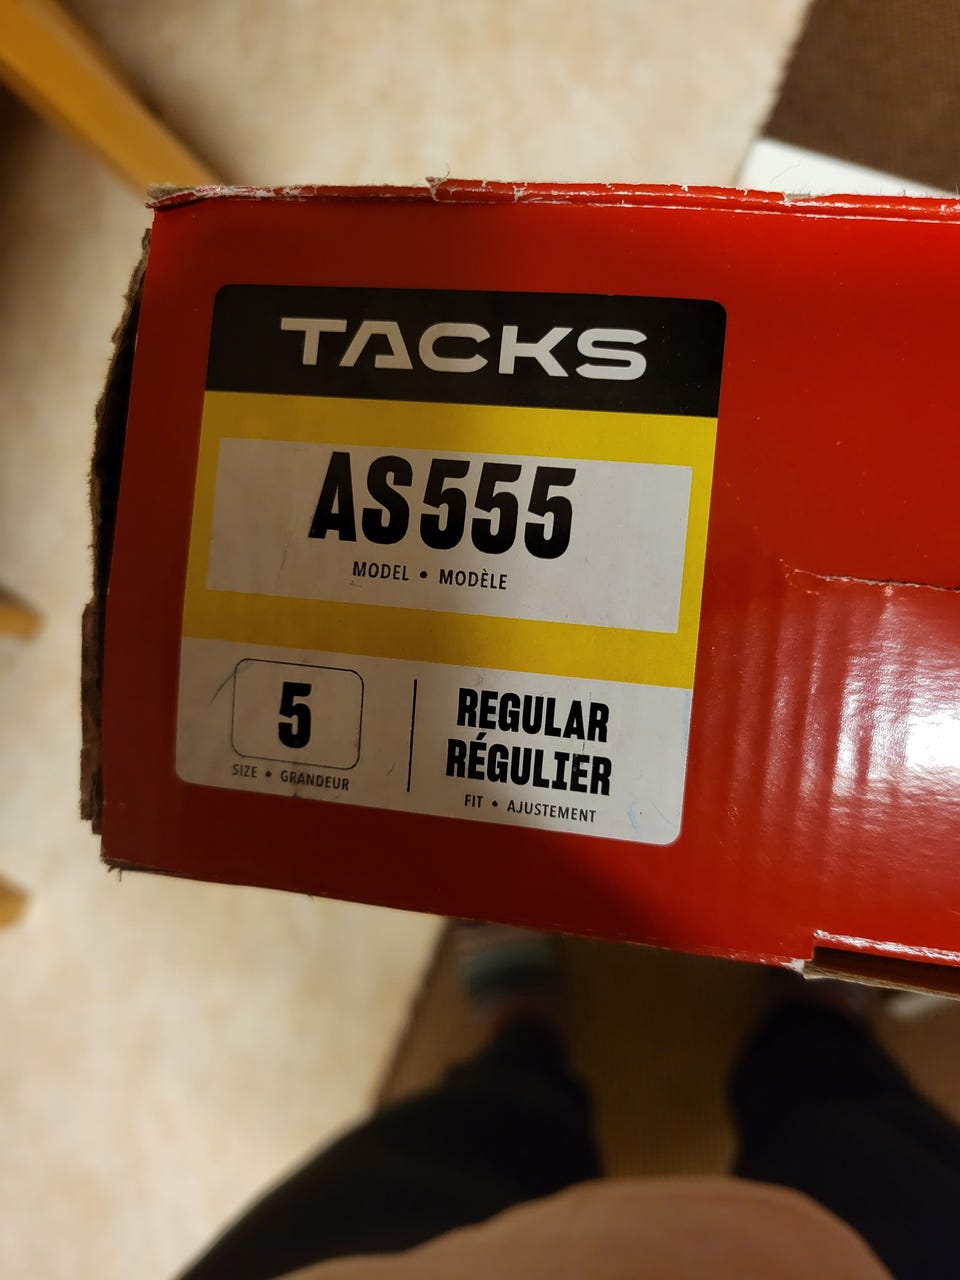 TACKS
AS555
MODEL • MODÈLE
5
SIZE • GRANDEUR
REGULAR
RÉGULIER
FIT • AJUSTEMENT